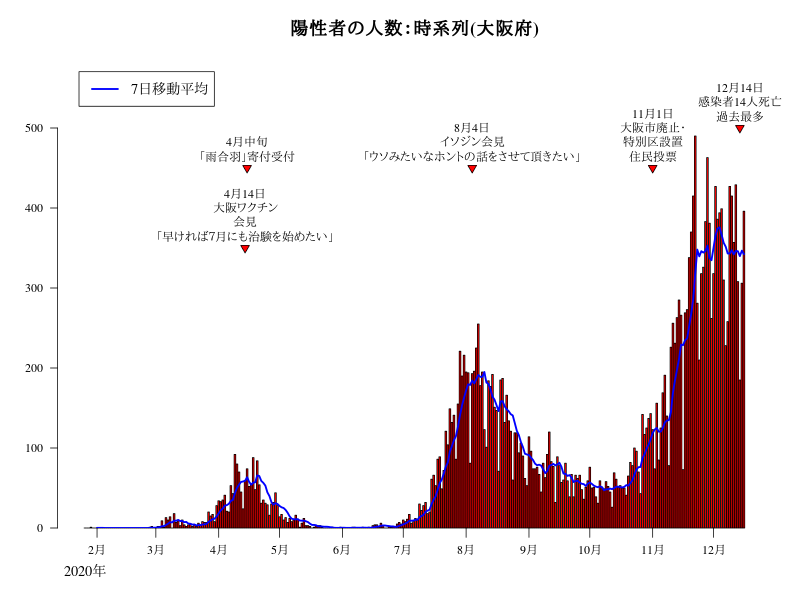 陽性者の人数：時系列(大阪府)
7日移動平均
12月14日
感染者14人死亡
過去最多
11月1日
大阪市廃止・
特別区設置
住民投票
8月4日
イソジン会見
「ウソみたいなホントの話をさせて頂きたい」
4月中旬
「雨合羽」寄付受付
4月14日
大阪ワクチン
会見
「早ければ7月にも治験を始めたい」
500
400
300
200
100
0
2月 3月 4月 5月 6月 7月 8月 9月 10月 11月 12月
2020年